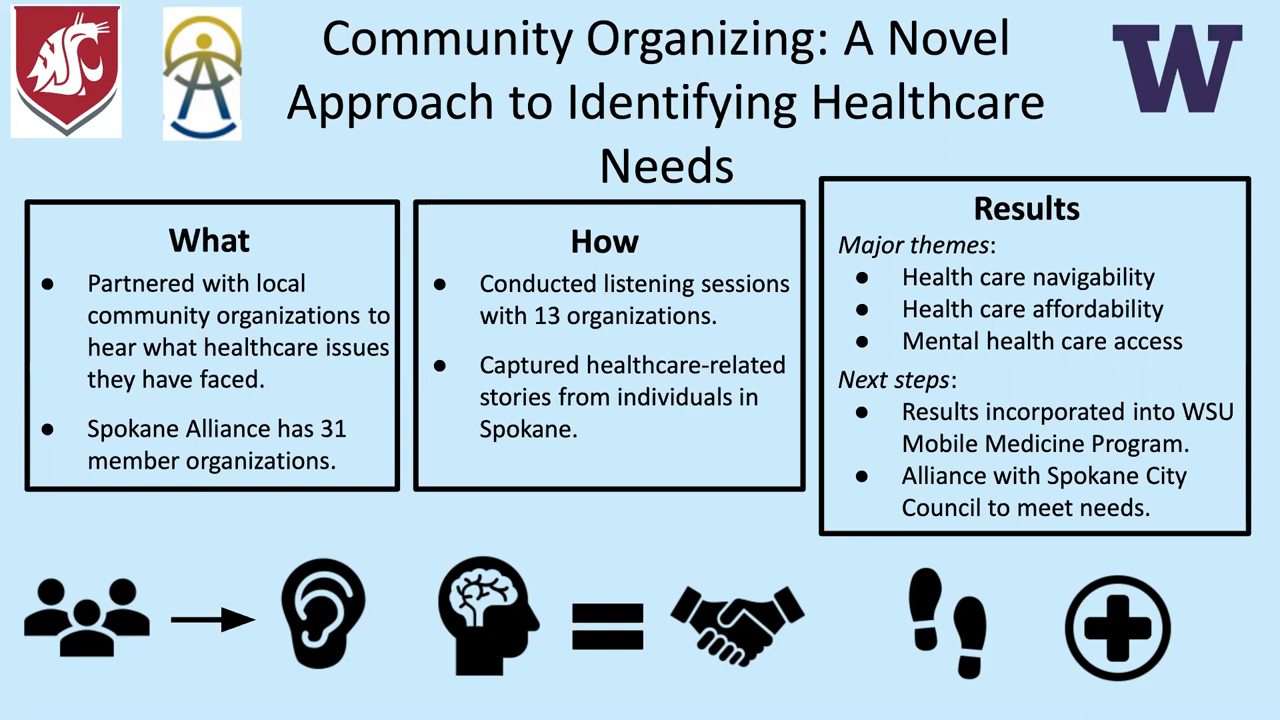 Community Organizing: A Novel
Approach to Identifying Healthcare
Needs
WSC
W
What
● Partnered with local
community organizations to
hear what healthcare issues
they have faced.
● Spokane Alliance has 31
member organizations.
How
● Conducted listening sessions
with 13 organizations.
● Captured healthcare-related
stories from individuals in
Spokane.
Results
Major themes:
● Health care navigability
● Health care affordability
● Mental health care access
Next steps:
● Results incorporated into WSU
Mobile Medicine Program.
● Alliance with Spokane City
Council to meet needs.